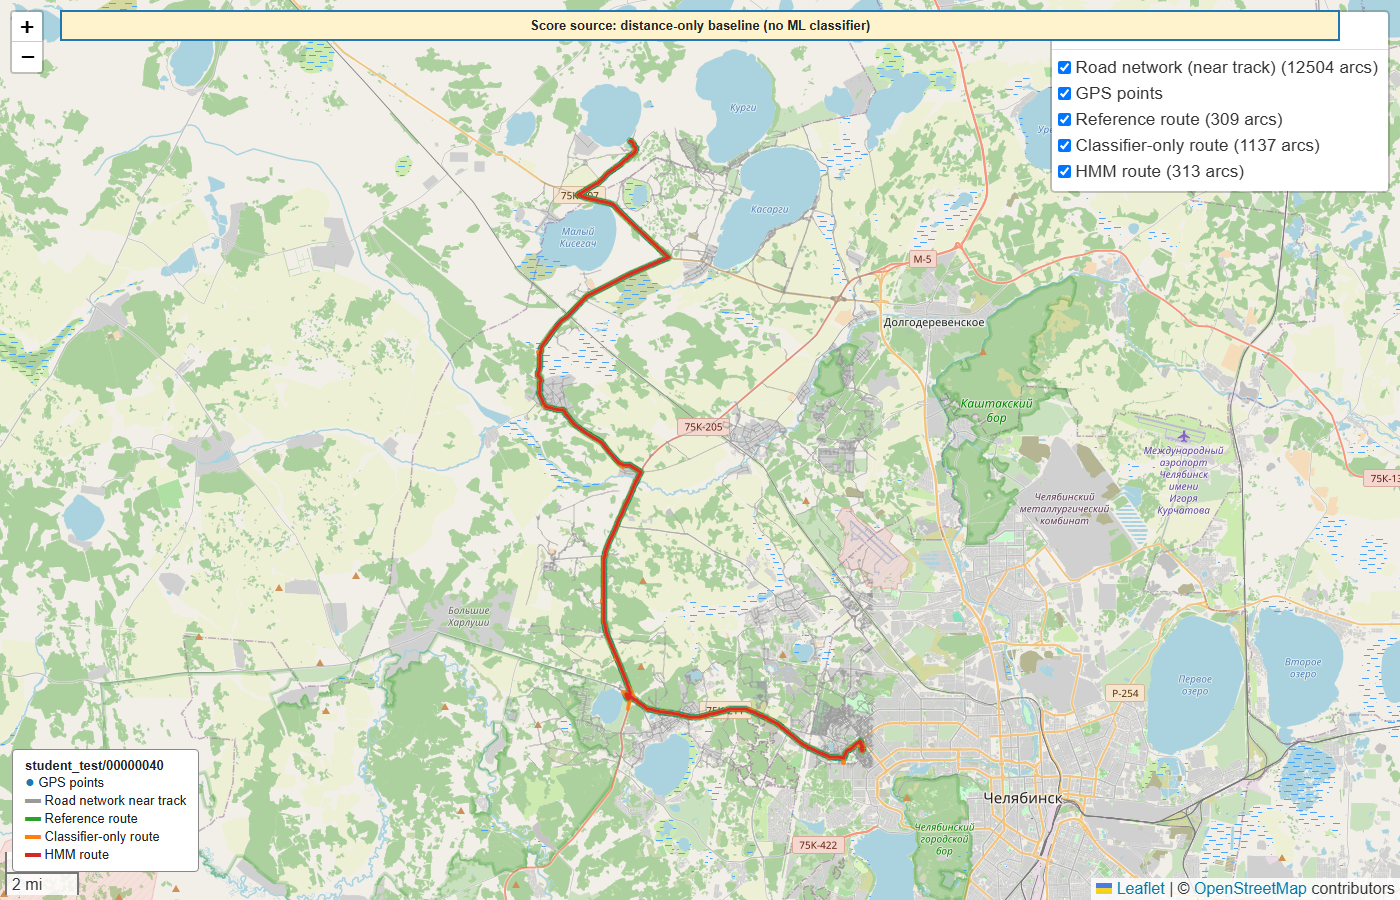 +
−
Score source: distance-only baseline (no ML classifier)
Road network (near track) (12504 arcs)
GPS points
Reference route (309 arcs)
Classifier-only route (1137 arcs)
HMM route (313 arcs)
Курги
Касарги
Малый
Кисегач
М-5
Долгодеревенское
Каштакский
бор
75К-205
Международный
аэропорт
Челябинск
имени
Игоря
Курчатова
75К-13
Челябинский
металлургический
комбинат
Большие
Харлуши
Первое
озеро
Второе
озеро
Р-254
Челябинск
Челябинский
городской
бор
75К-422
student_test/00000040
GPS points
Road network near track
Reference route
Classifier-only route
HMM route
2 mi
Leaflet | © OpenStreetMap contributors